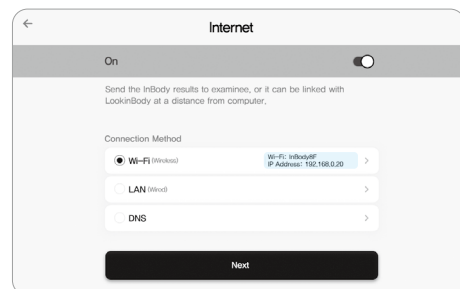 Internet
On
Send the InBody results to examinee, or it can be linked with
LookinBody at a distance from computer.
Connection Method
Wi-Fi (Wireless)
Wi-Fi: InBody8F
IP Address: 192.168.0.20
LAN (Wired)
DNS
Next